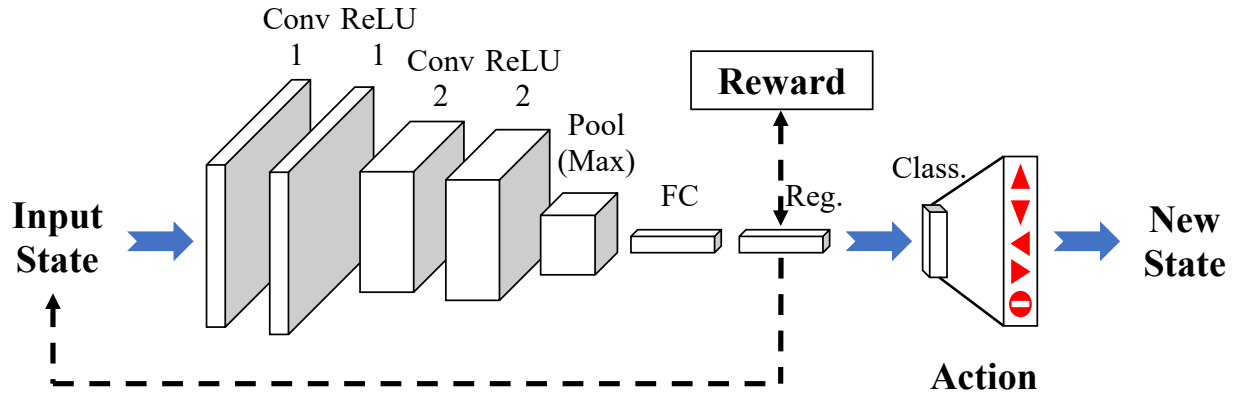 Conv ReLU
1 1
Conv ReLU
2 2
Reward
Pool
(Max)
Class.
FC
Reg.
Input
State
New
State
Action